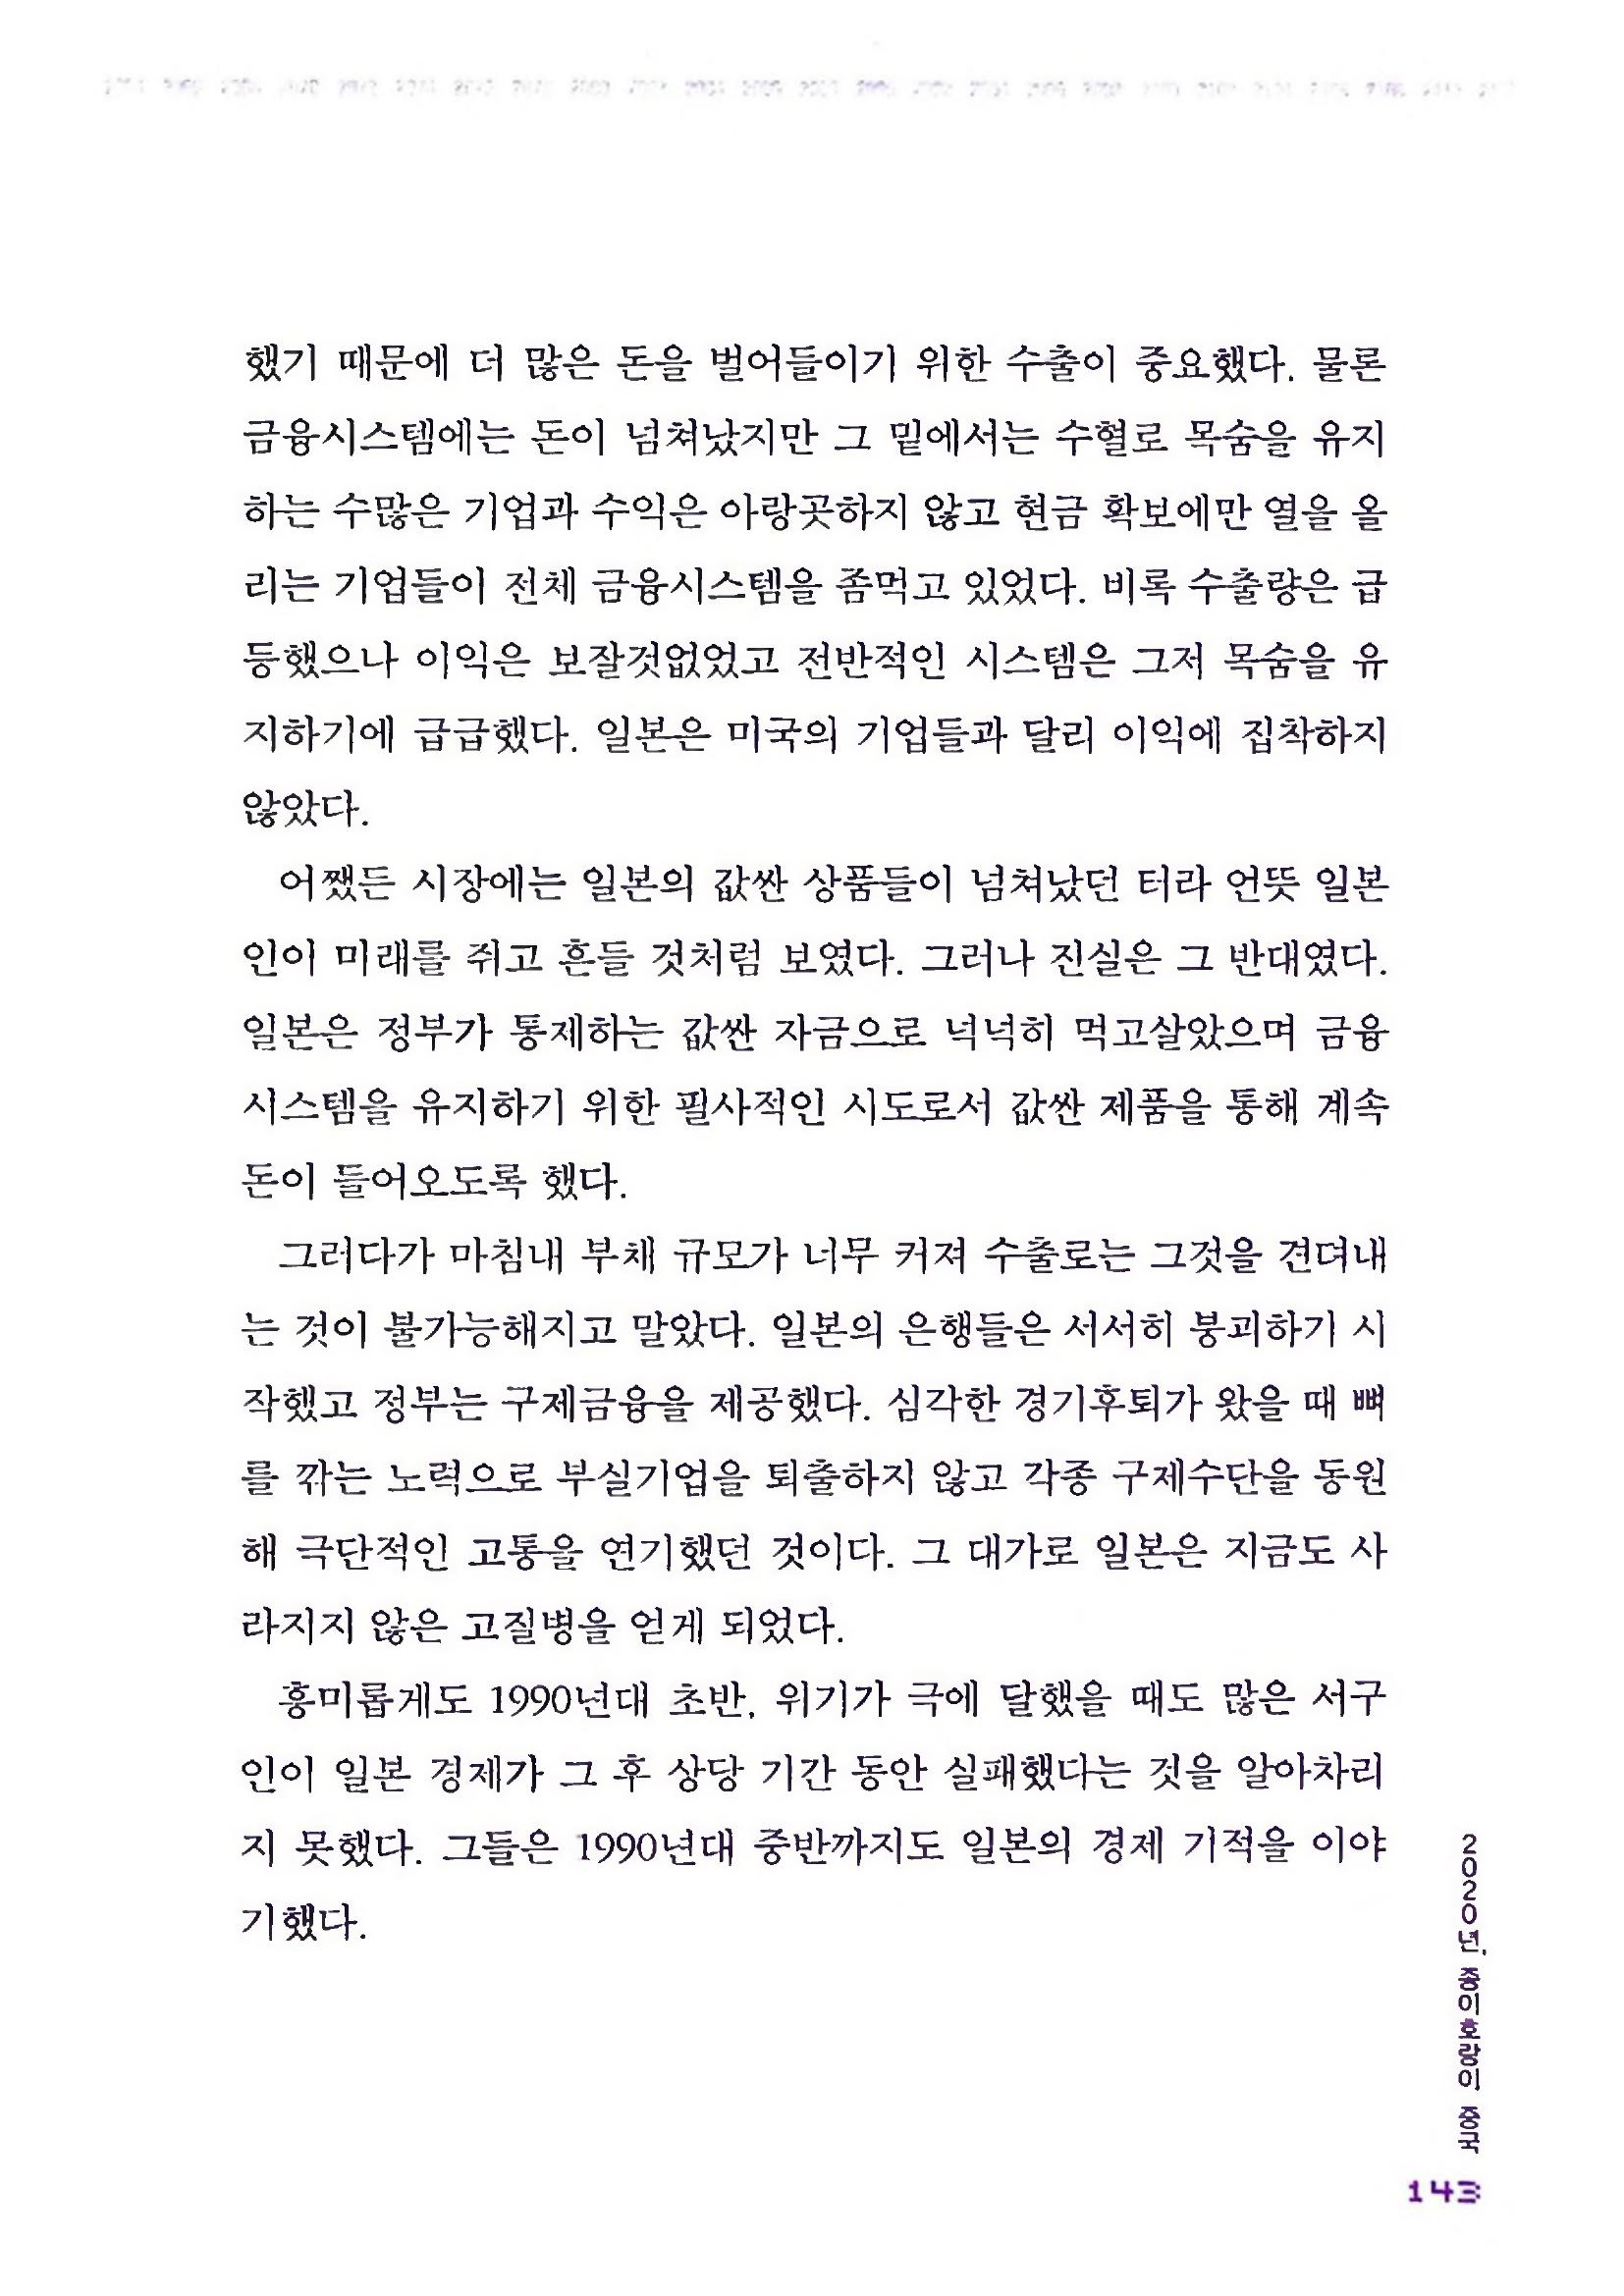 했기 때문에 더 많은 돈을 벌어들이기 위한 수출이 중요했다. 물론
금융시스템에는 돈이 넘쳐났지만 그 밑에서는 수혈로 목숨을 유지
하는 수많은 기업과 수익은 아랑곳하지 않고 현금 확보에만 열을 올
리는 기업들이 전체 금융시스템을 좀먹고 있었다. 비록 수출량은 급
등했으나 이익은 보잘것없었고 전반적인 시스템은 그저 목숨을 유
지하기에 급급했다. 일본은 미국의 기업들과 달리 이익에 집착하지
않았다.
어쨌든 시장에는 일본의 값싼 상품들이 넘쳐났던 터라 언뜻 일본
인이 미래를 쥐고 흔들 것처럼 보였다. 그러나 진실은 그 반대였다.
일본은 정부가 통제하는 값싼 자금으로 넉넉히 먹고살았으며 금융
시스템을 유지하기 위한 필사적인 시도로서 값싼 제품을 통해 계속
돈이 들어오도록 했다.
그러다가 마침내 부채 규모가 너무 커져 수출로는 그것을 견뎌내
는 것이 불가능해지고 말았다. 일본의 은행들은 서서히 붕괴하기 시
작했고 정부는 구제금융을 제공했다. 심각한 경기후퇴가 왔을 때 뼈
를 깎는 노력으로 부실기업을 퇴출하지 않고 각종 구제수단을 동원
해 극단적인 고통을 연기했던 것이다. 그 대가로 일본은 지금도 사
라지지 않은 고질병을 얻게 되었다.
흥미롭게도 1990년대 초반, 위기가 극에 달했을 때도 많은 서구
인이 일본 경제가 그 후 상당 기간 동안 실패했다는 것을 알아차리
지 못했다. 그들은 1990년대 중반까지도 일본의 경제 기적을 이야
기했다.
2020년, 종이호랑이 중국
143